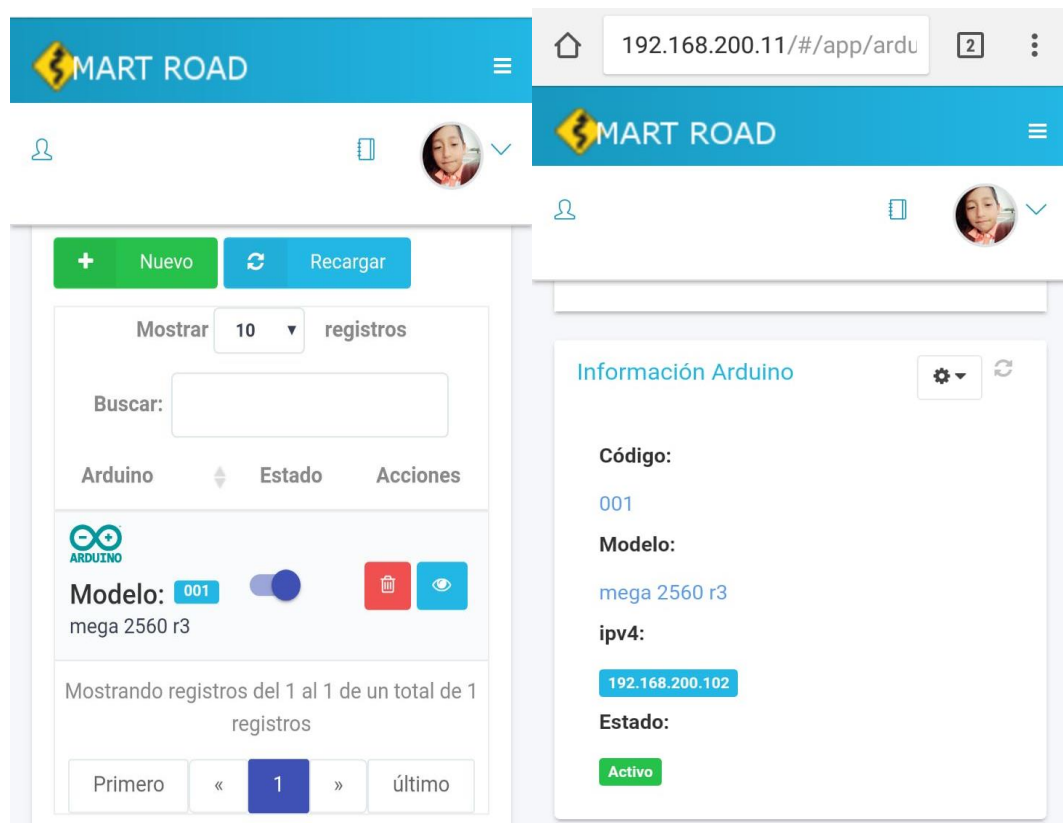 MART ROAD
Nuevo
Recargar
Mostrar 10 registros
Buscar:
Arduino Estado Acciones
ARDUINO
Modelo: 001
mega 2560 r3
Mostrando registros del 1 al 1 de un total de 1
registros
Primero « 1 » último
192.168.200.11/#/app/ardu 2
MART ROAD
Información Arduino
Código:
001
Modelo:
mega 2560 r3
ipv4:
192.168.200.102
Estado:
Activo